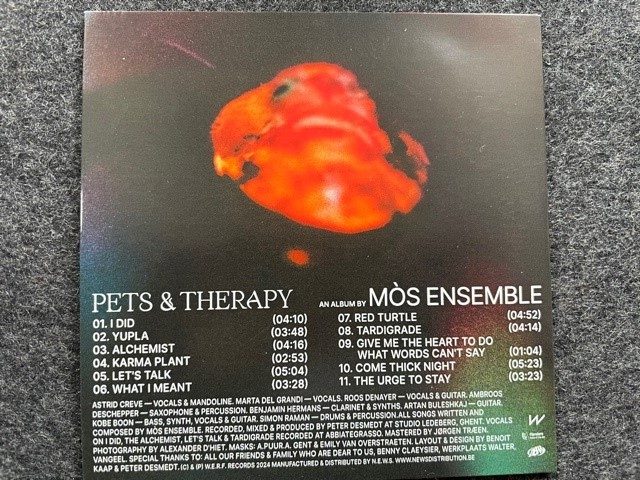 PETS & THERAPY
AN ALBUM BY MÒS ENSEMBLE
01. I DID (04:10)
02. YUPLA (03:48)
03. ALCHEMIST (04:16)
04. KARMA PLANT (02:53)
05. LET'S TALK (05:04)
06. WHAT I MEANT (03:28)
07. RED TURTLE (04:52)
08. TARDIGRADE (04:14)
09. GIVE ME THE HEART TO DO
WHAT WORDS CAN'T SAY (01:04)
10. COME THICK NIGHT (05:23)
11. THE URGE TO STAY (03:23)
ASTRID CREVE — VOCALS & MANDOLINE. MARTA DEL GRANDI — VOCALS. ROOS DENAYER — VOCALS & GUITAR. AMBROOS
DESCHEPPER — SAXOPHONE & PERCUSSION. BENJAMIN HERMANS — CLARINET & SYNTHS. ARTAN BULESHKAJ — GUITAR.
KOBE BOON — BASS, SYNTH, VOCALS & GUITAR. SIMON RAMAN — DRUMS & PERCUSSION. ALL SONGS WRITTEN AND
COMPOSED BY MÒS ENSEMBLE. RECORDED, MIXED & PRODUCED BY PETER DESMEDT AT STUDIO LEDEBERG, GHENT. VOCALS
ON I DID, THE ALCHEMIST, LET'S TALK & TARDIGRADE RECORDED AT ABBIATEGRASSO. MASTERED BY JØRGEN TRÆEN.
PHOTOGRAPHY BY ALEXANDER D'HIET. MASKS: A.PUUR.A. GENT & EMILY VAN OVERSTRAETEN. LAYOUT & DESIGN BY BENOIT
VANGEEL. SPECIAL THANKS TO: ALL OUR FRIENDS & FAMILY WHO ARE DEAR TO US, BENNY CLAEYSIER, WERKPLAATS WALTER,
KAAP & PETER DESMEDT. (C) & (P) W.E.R.F. RECORDS 2024 MANUFACTURED & DISTRIBUTED BY N.E.W.S. WWW.NEWSDISTRIBUTION.BE